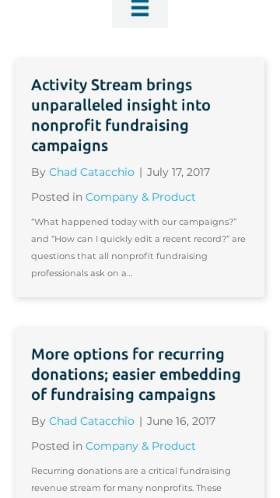 Activity Stream brings
unparalleled insight into
nonprofit fundraising
campaigns
By Chad Catacchio | July 17, 2017
Posted in Company & Product
“What happened today with our campaigns?”
and “How can I quickly edit a recent record?” are
questions that all nonprofit fundraising
professionals ask on a...
More options for recurring
donations; easier embedding
of fundraising campaigns
By Chad Catacchio | June 16, 2017
Posted in Company & Product
Recurring donations are a critical fundraising
revenue stream for many nonprofits. These